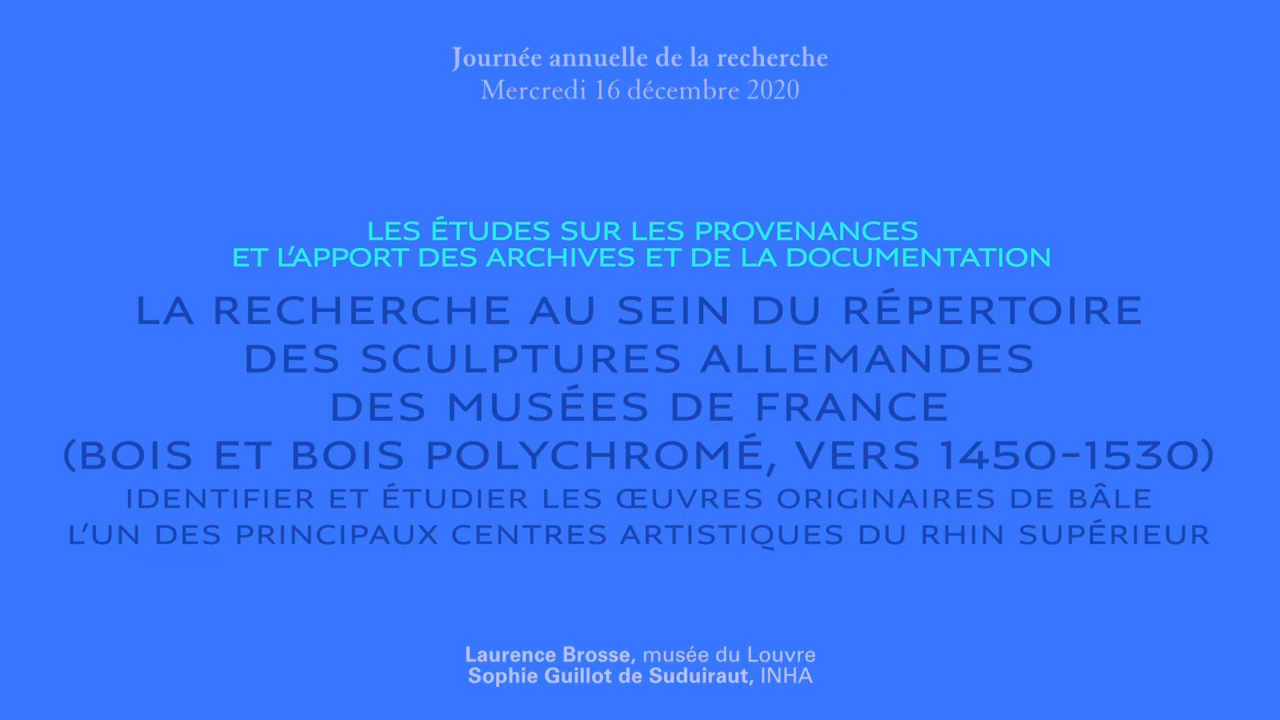 Journée annuelle de la recherche
Mercredi 16 décembre 2020
LES ÉTUDES SUR LES PROVENANCES
ET L'APPORT DES ARCHIVES ET DE LA DOCUMENTATION
LA RECHERCHE AU SEIN DU RÉPERTOIRE
DES SCULPTURES ALLEMANDES
DES MUSÉES DE FRANCE
(BOIS ET BOIS POLYCHROMÉ, VERS 1450-1530)
IDENTIFIER ET ÉTUDIER LES ŒUVRES ORIGINAIRES DE BÂLE
L'UN DES PRINCIPAUX CENTRES ARTISTIQUES DU RHIN SUPÉRIEUR
Laurence Brosse, musée du Louvre
Sophie Guillot de Suduiraut, INHA